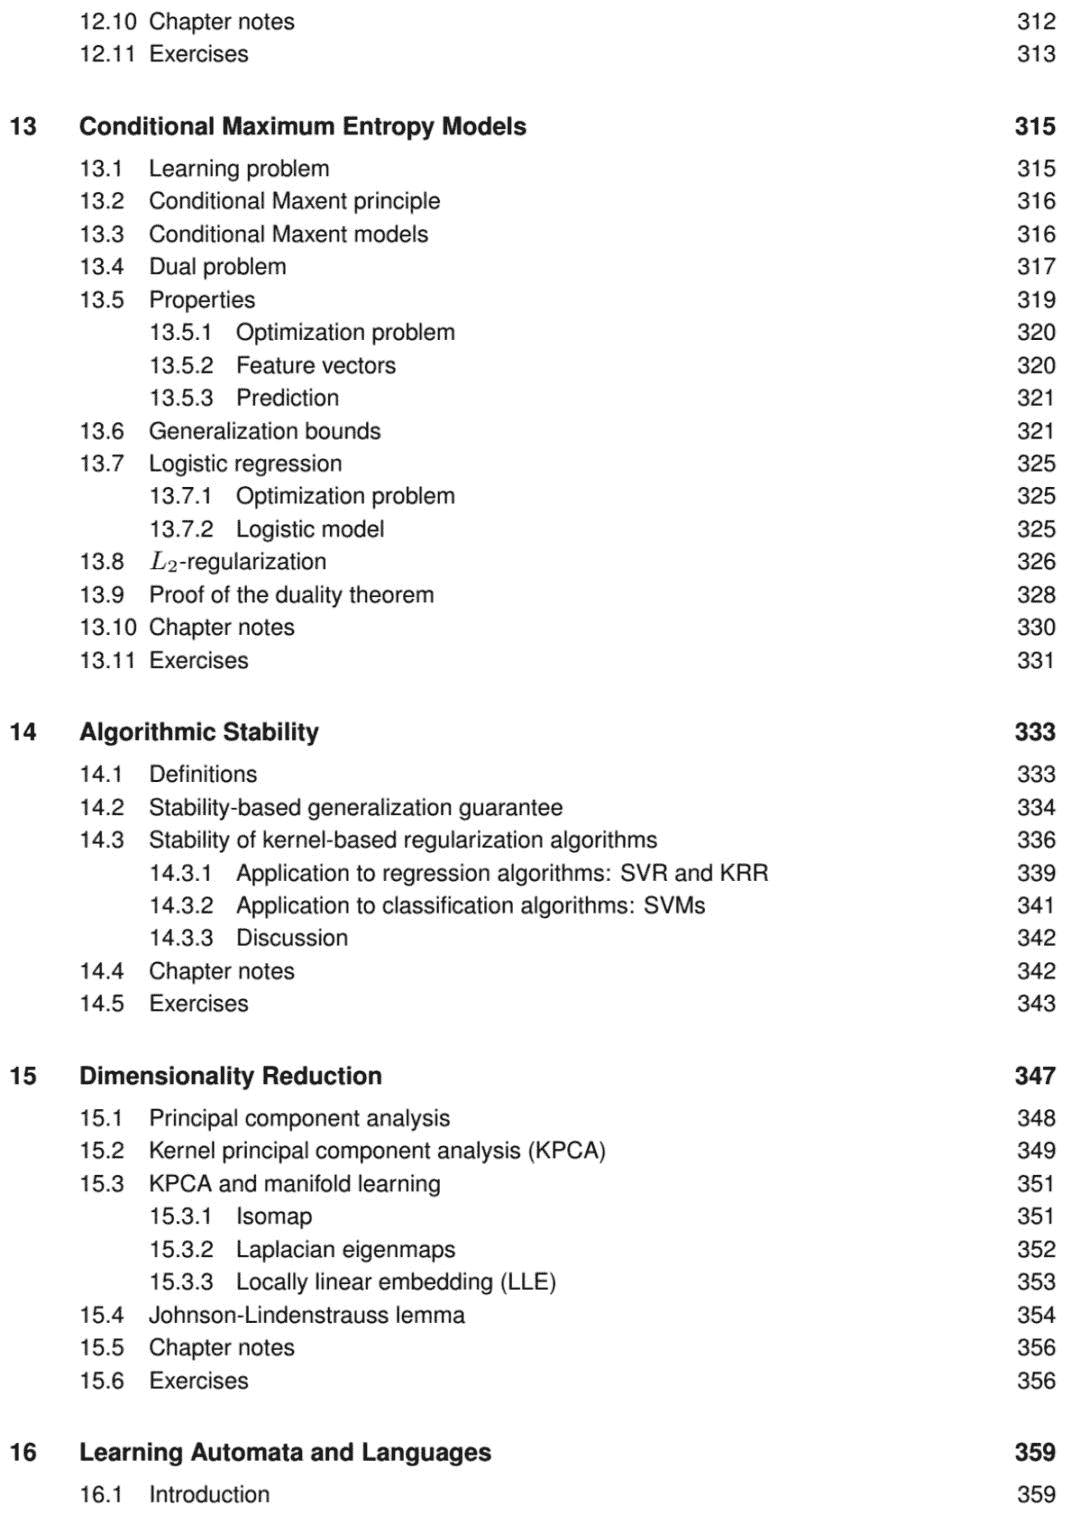 12.10 Chapter notes 312
12.11 Exercises 313
13 Conditional Maximum Entropy Models 315
13.1 Learning problem 315
13.2 Conditional Maxent principle 316
13.3 Conditional Maxent models 316
13.4 Dual problem 317
13.5 Properties 319
13.5.1 Optimization problem 320
13.5.2 Feature vectors 320
13.5.3 Prediction 321
13.6 Generalization bounds 321
13.7 Logistic regression 325
13.7.1 Optimization problem 325
13.7.2 Logistic model 325
13.8 L₂-regularization 326
13.9 Proof of the duality theorem 328
13.10 Chapter notes 330
13.11 Exercises 331
14 Algorithmic Stability 333
14.1 Definitions 333
14.2 Stability-based generalization guarantee 334
14.3 Stability of kernel-based regularization algorithms 336
14.3.1 Application to regression algorithms: SVR and KRR 339
14.3.2 Application to classification algorithms: SVMs 341
14.3.3 Discussion 342
14.4 Chapter notes 342
14.5 Exercises 343
15 Dimensionality Reduction 347
15.1 Principal component analysis 348
15.2 Kernel principal component analysis (KPCA) 349
15.3 KPCA and manifold learning 351
15.3.1 Isomap 351
15.3.2 Laplacian eigenmaps 352
15.3.3 Locally linear embedding (LLE) 353
15.4 Johnson-Lindenstrauss lemma 354
15.5 Chapter notes 356
15.6 Exercises 356
16 Learning Automata and Languages 359
16.1 Introduction 359